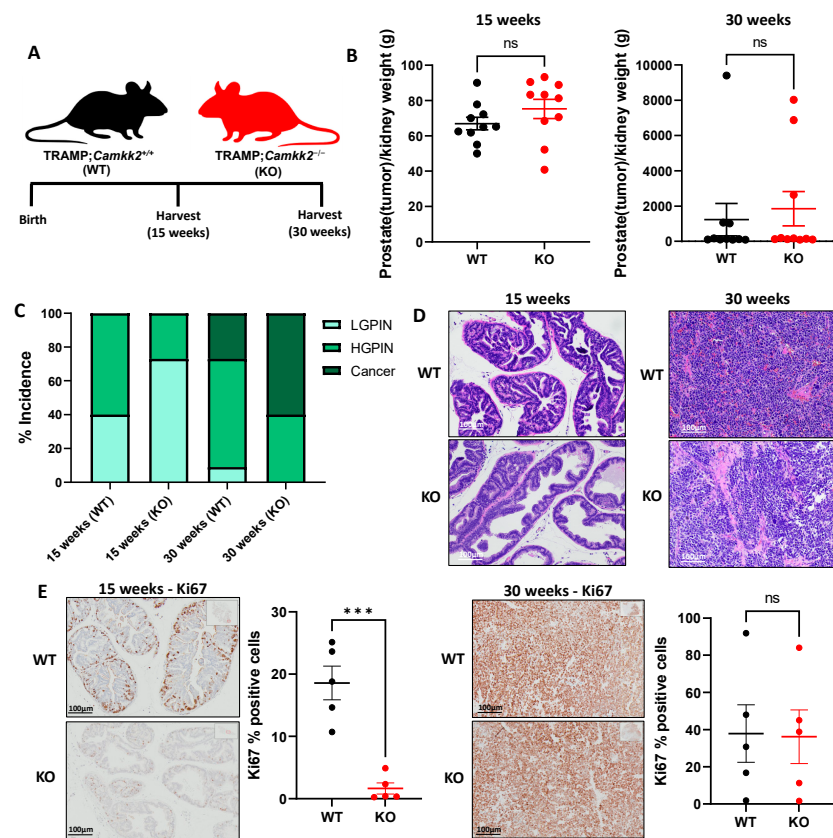 A
TRAMP;Camkk2+/+
(WT)
TRAMP;Camkk2−/−
(KO)
Birth
Harvest
(15 weeks)
Harvest
(30 weeks)
B
15 weeks
ns
Prostate(tumor)/kidney weight (g)
100
80
60
40
20
0
WT
KO
30 weeks
ns
Prostate(tumor)/kidney weight (g)
10000
8000
6000
4000
2000
0
WT
KO
C
% Incidence
100
80
60
40
20
0
15 weeks (WT)
15 weeks (KO)
30 weeks (WT)
30 weeks (KO)
LGPIN
HGPIN
Cancer
D
15 weeks
30 weeks
WT
100µm
WT
100µm
KO
100µm
KO
100µm
E
15 weeks - Ki67
WT
100µm
KO
100µm
Ki67 % positive cells
30
20
10
0
***
WT
KO
30 weeks - Ki67
WT
100µm
KO
100µm
Ki67 % positive cells
100
80
60
40
20
0
ns
WT
KO